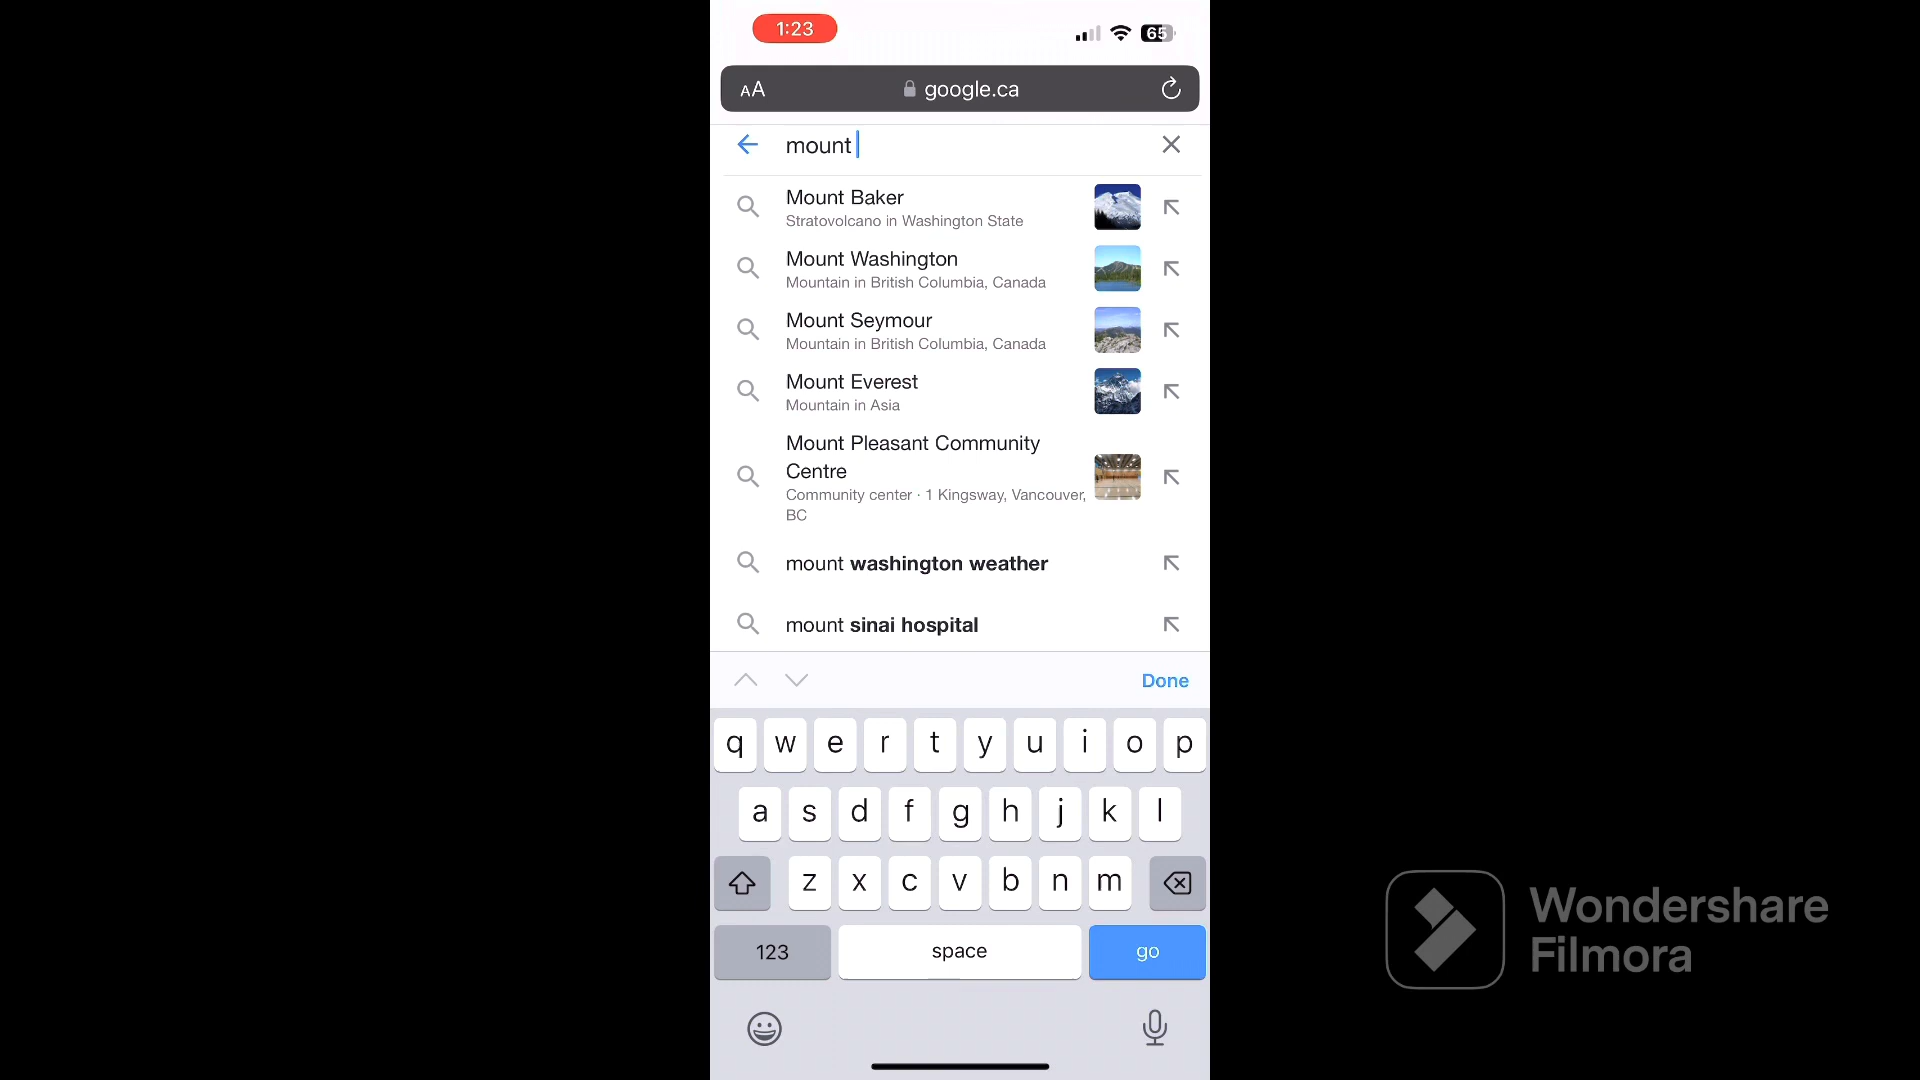 1:23
65
AA
google.ca
mount
Mount Baker
Stratovolcano in Washington State
Mount Washington
Mountain in British Columbia, Canada
Mount Seymour
Mountain in British Columbia, Canada
Mount Everest
Mountain in Asia
Mount Pleasant Community
Centre
Community center · 1 Kingsway, Vancouver,
BC
mount washington weather
mount sinai hospital
Done
q w e r t y u i o p
a s d f g h j k l
z x c v b n m
123 space go
Wondershare
Filmora